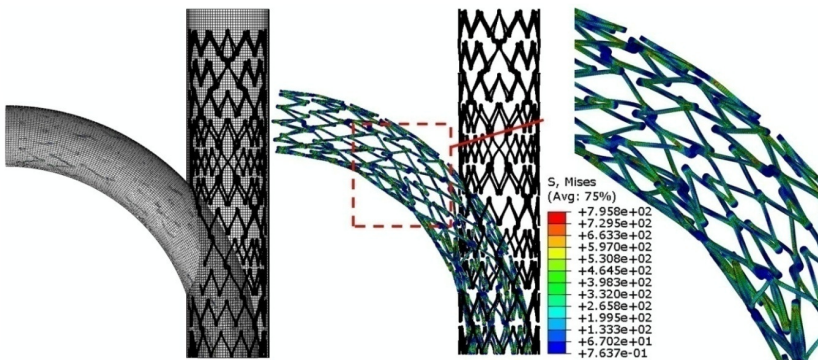 S, Mises
(Avg: 75%)
+7.958e+02
+7.295e+02
+6.633e+02
+5.970e+02
+5.308e+02
+4.645e+02
+3.983e+02
+3.320e+02
+2.658e+02
+1.995e+02
+1.333e+02
+6.702e+01
+7.637e-01